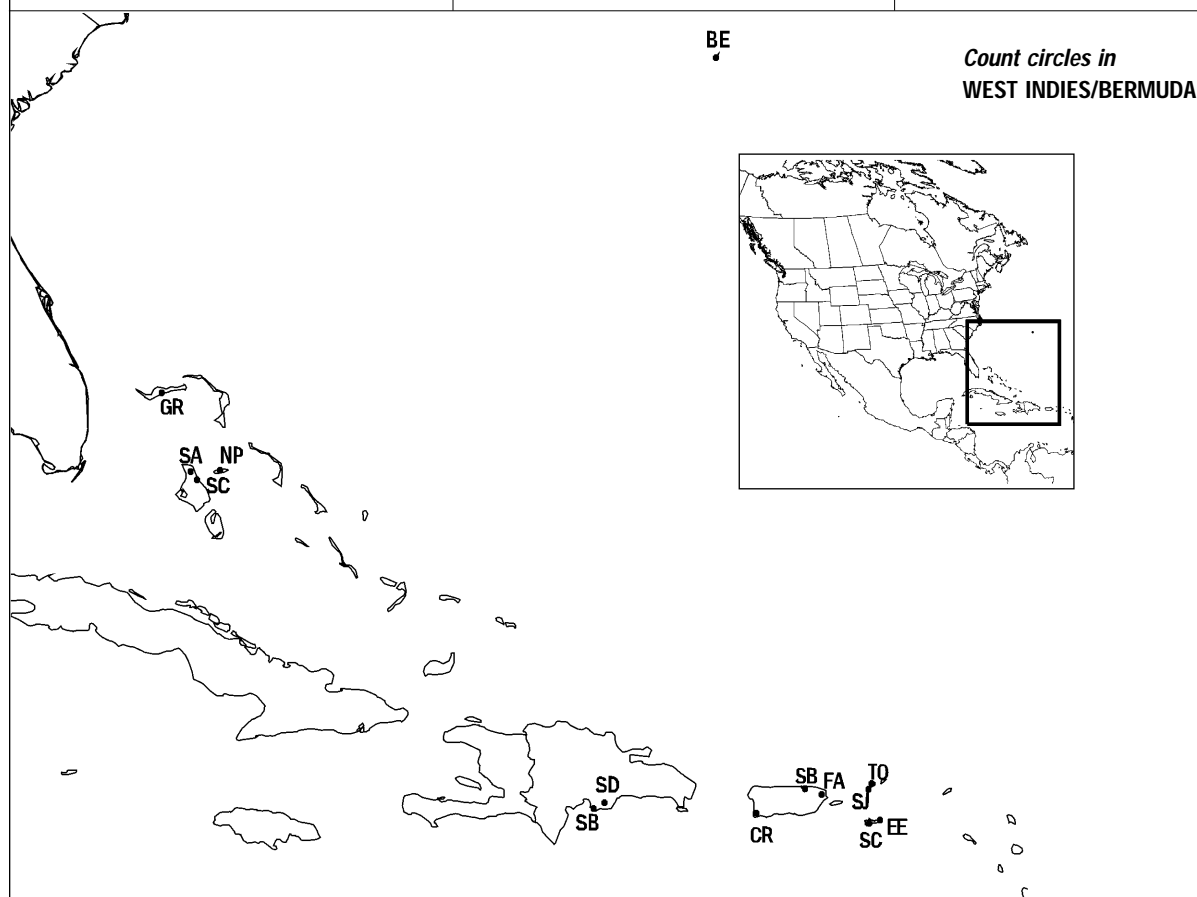 BE
Count circles in
WEST INDIES/BERMUDA
GR
SA
NP
SC
SD
SB
SB
FA
TO
SJ
CR
SC
EE